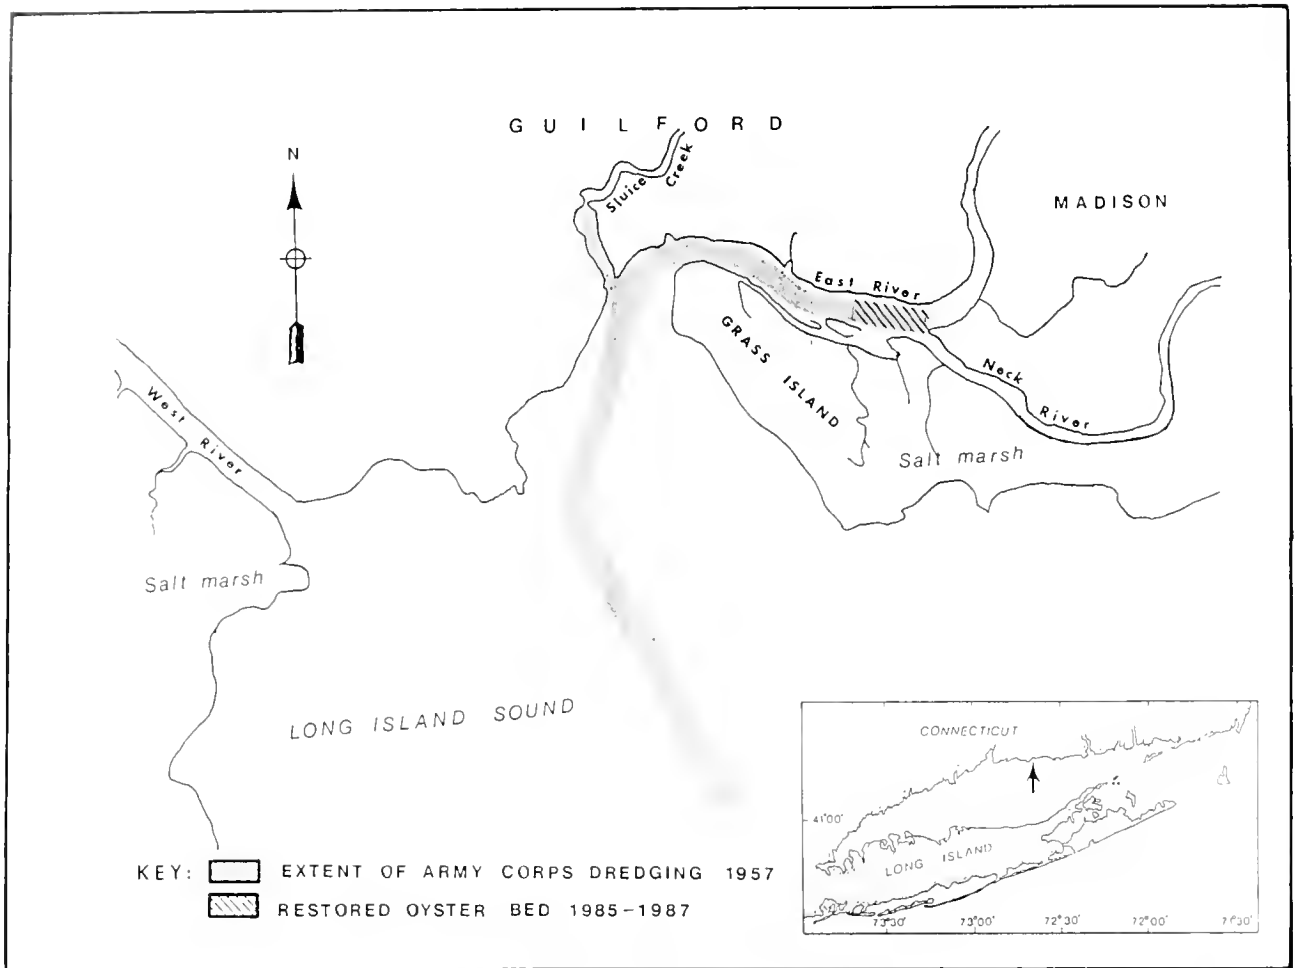 GUILFORD
N
Sluice Creek
MADISON
East River
GRASS ISLAND
Neck River
West River
Salt marsh
Salt marsh
LONG ISLAND SOUND
CONNECTICUT
41°00'
LONG ISLAND
73°30' 73°00' 72°30' 72°00' 71°30'
KEY: EXTENT OF ARMY CORPS DREDGING 1957
RESTORED OYSTER BED 1985-1987